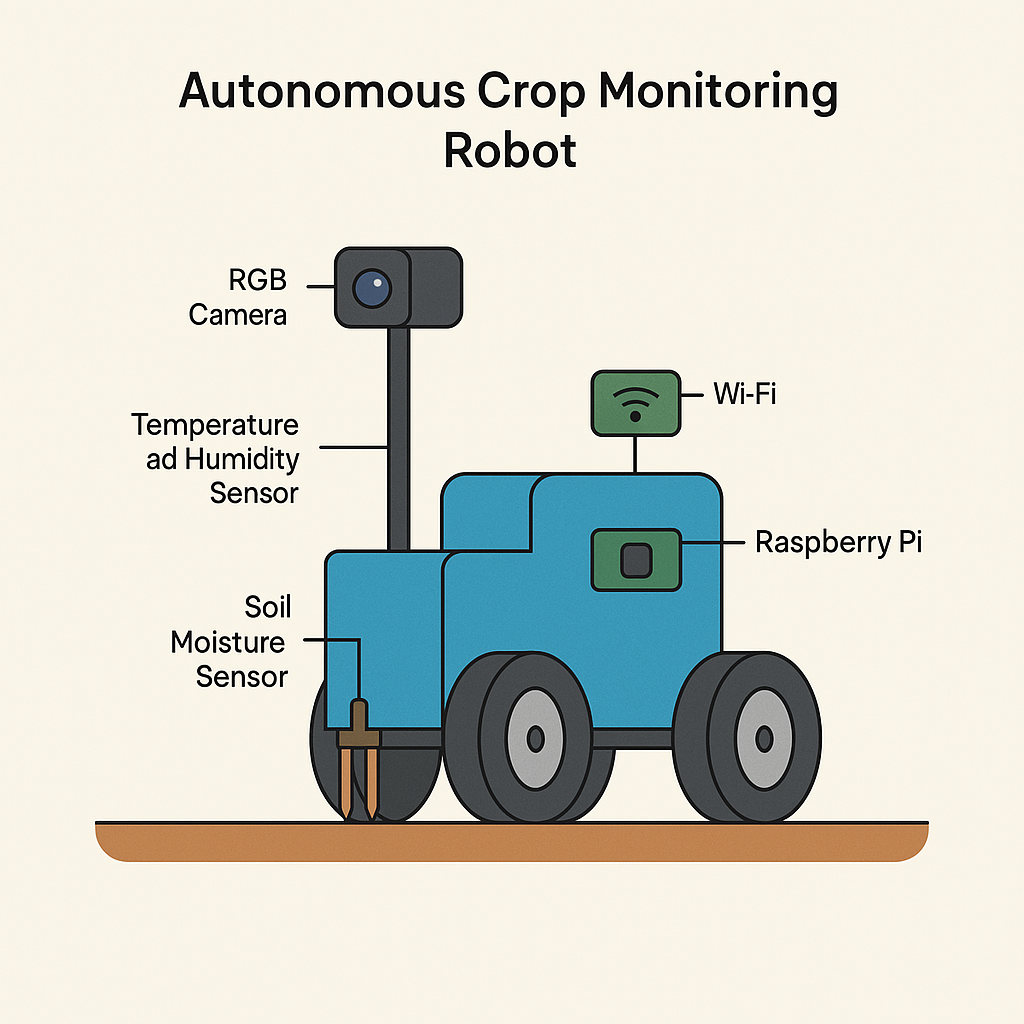 Autonomous Crop Monitoring
Robot
RGB
Camera
Wi-Fi
Temperature
ad Humidity
Sensor
Raspberry Pi
Soil
Moisture
Sensor